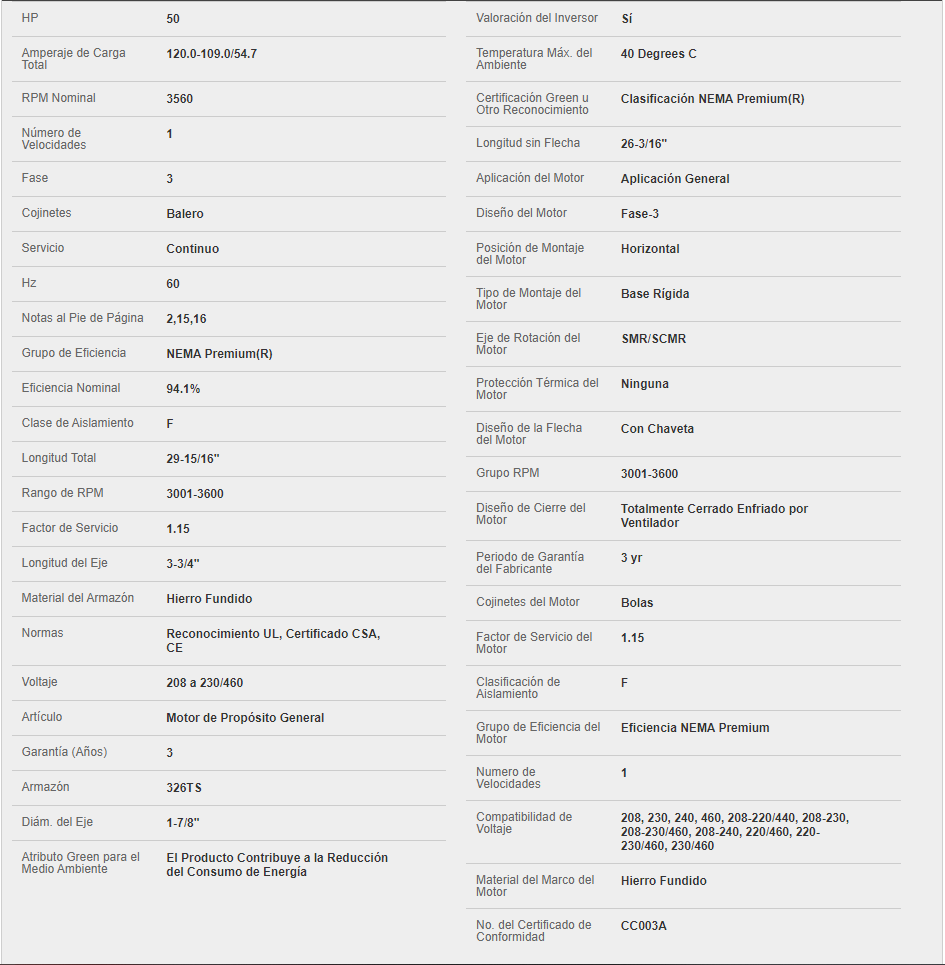 HP 50
Amperaje de Carga 120.0-109.0/54.7
Total
RPM Nominal 3560
Número de 1
Velocidades
Fase 3
Cojinetes Balero
Servicio Continuo
Hz 60
Notas al Pie de Página 2,15,16
Grupo de Eficiencia NEMA Premium(R)
Eficiencia Nominal 94.1%
Clase de Aislamiento F
Longitud Total 29-15/16"
Rango de RPM 3001-3600
Factor de Servicio 1.15
Longitud del Eje 3-3/4"
Material del Armazón Hierro Fundido
Normas Reconocimiento UL, Certificado CSA,
CE
Voltaje 208 a 230/460
Artículo Motor de Propósito General
Garantía (Años) 3
Armazón 326TS
Diám. del Eje 1-7/8"
Atributo Green para el El Producto Contribuye a la Reducción
Medio Ambiente del Consumo de Energía
Valoración del Inversor Sí
Temperatura Máx. del 40 Degrees C
Ambiente
Certificación Green u Clasificación NEMA Premium(R)
Otro Reconocimiento
Longitud sin Flecha 26-3/16"
Aplicación del Motor Aplicación General
Diseño del Motor Fase-3
Posición de Montaje Horizontal
del Motor
Tipo de Montaje del Base Rígida
Motor
Eje de Rotación del SMR/SCMR
Motor
Protección Térmica del Ninguna
Motor
Diseño de la Flecha Con Chaveta
del Motor
Grupo RPM 3001-3600
Diseño de Cierre del Totalmente Cerrado Enfriado por
Motor Ventilador
Periodo de Garantía 3 yr
del Fabricante
Cojinetes del Motor Bolas
Factor de Servicio del 1.15
Motor
Clasificación de F
Aislamiento
Grupo de Eficiencia del Eficiencia NEMA Premium
Motor
Numero de 1
Velocidades
Compatibilidad de 208, 230, 240, 460, 208-220/440, 208-230,
Voltaje 208-230/460, 208-240, 220/460, 220-
230/460, 230/460
Material del Marco del Hierro Fundido
Motor
No. del Certificado de CC003A
Conformidad